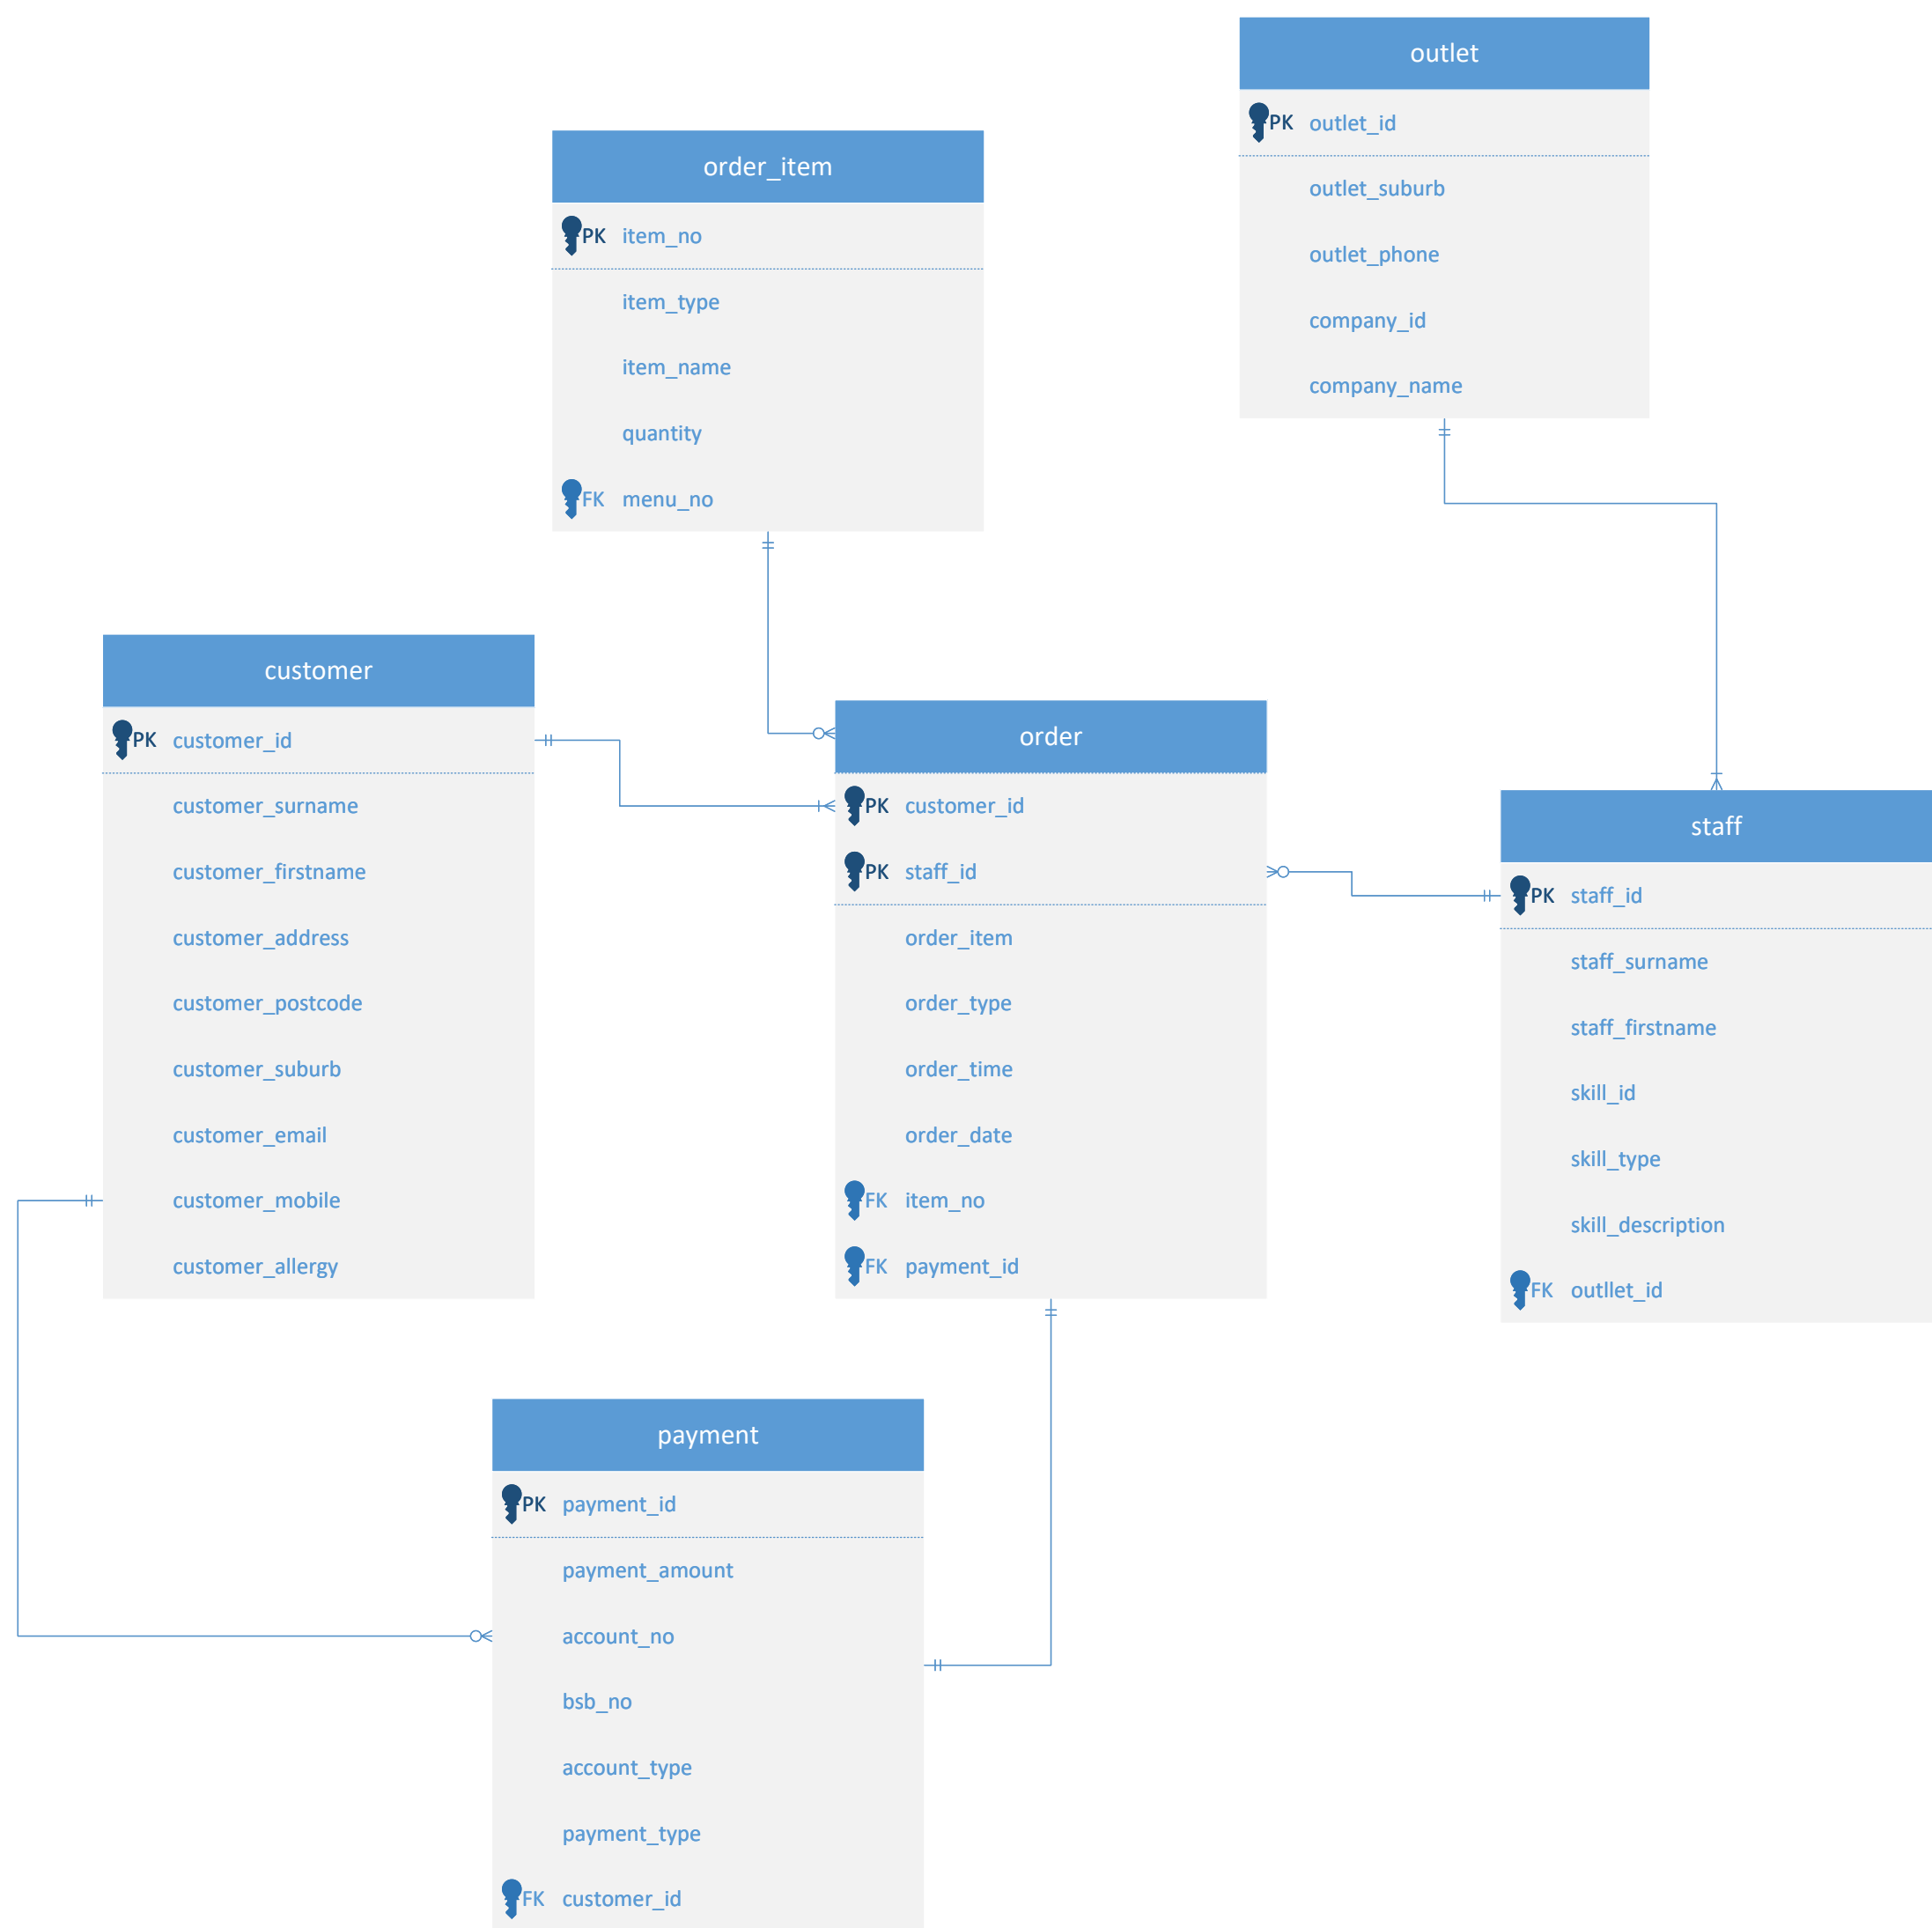 outlet
PK outlet_id
outlet_suburb
outlet_phone
company_id
company_name
order_item
PK item_no
item_type
item_name
quantity
FK menu_no
customer
PK customer_id
customer_surname
customer_firstname
customer_address
customer_postcode
customer_suburb
customer_email
customer_mobile
customer_allergy
order
PK customer_id
PK staff_id
order_item
order_type
order_time
order_date
FK item_no
FK payment_id
staff
PK staff_id
staff_surname
staff_firstname
skill_id
skill_type
skill_description
FK outllet_id
payment
PK payment_id
payment_amount
account_no
bsb_no
account_type
payment_type
FK customer_id